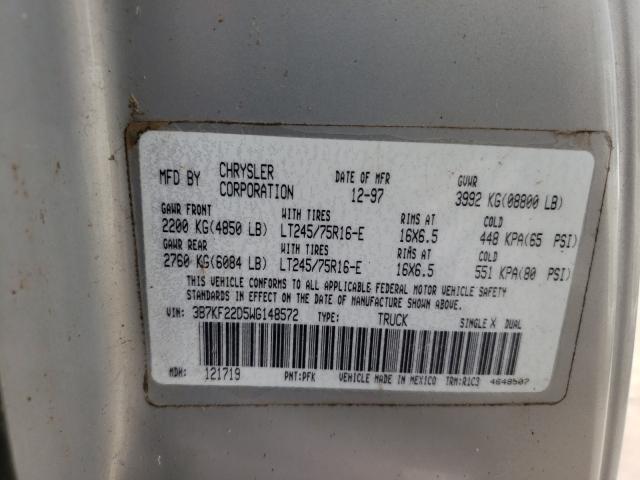 MFD BY CHRYSLER CORPORATION DATE OF MFR 12-97 GVWR 3992 KG(08800 LB)
GAWR FRONT WITH TIRES RIMS AT COLD
2200 KG(4850 LB) LT245/75R16-E 16X6.5 448 KPA(65 PSI)
GAWR REAR WITH TIRES RIMS AT COLD
2760 KG(6084 LB) LT245/75R16-E 16X6.5 551 KPA(80 PSI)
THIS VEHICLE CONFORMS TO ALL APPLICABLE FEDERAL MOTOR VEHICLE SAFETY
STANDARDS IN EFFECT ON THE DATE OF MANUFACTURE SHOWN ABOVE.
VIN: 3B7KF22D5WG148572 TYPE: TRUCK SINGLE X DUAL
MDH: 121719 PNT:PFK VEHICLE MADE IN MEXICO TRM:R1C3 4648507